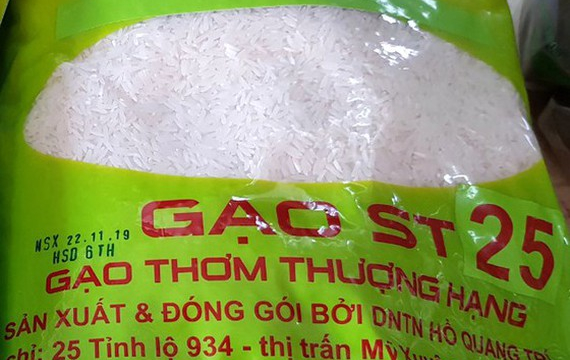 GẠO ST 25
NSX 22.11.19
HSD 6TH
GẠO THƠM THƯỢNG HẠNG
SẢN XUẤT & ĐÓNG GÓI BỞI DNTN HỒ QUANG
chỉ: 25 Tỉnh lộ 934 - thị trấn Mỹ